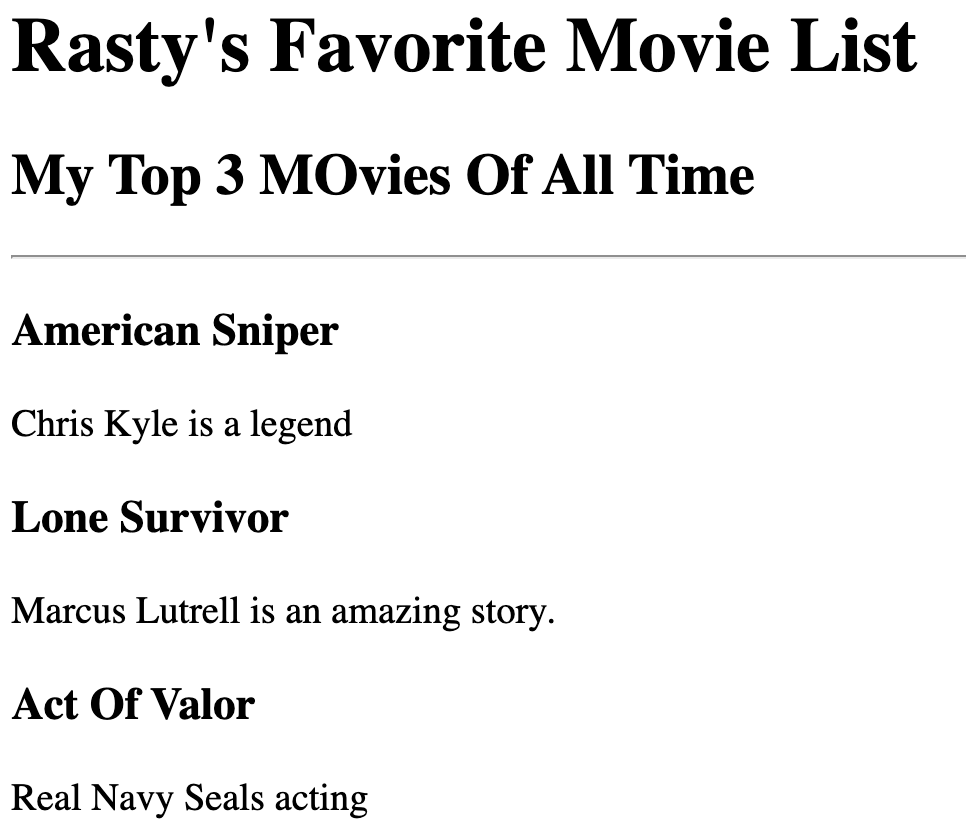 Rasty's Favorite Movie List
My Top 3 MOvies Of All Time
American Sniper
Chris Kyle is a legend
Lone Survivor
Marcus Lutrell is an amazing story.
Act Of Valor
Real Navy Seals acting